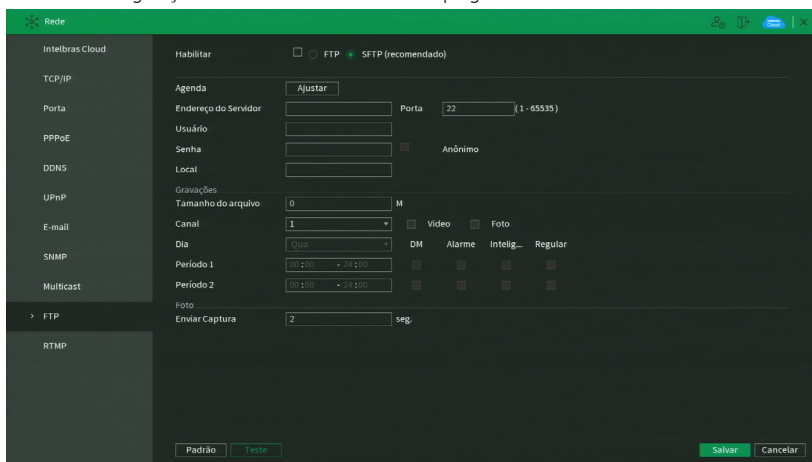 Rede
Cloud
Intelbras Cloud
TCP/IP
Porta
PPPoE
DDNS
UPnP
E-mail
SNMP
Multicast
FTP
RTMP
Habilitar FTP SFTP (recomendado)
Agenda Ajustar
Endereço do Servidor Porta 22 (1 - 65535)
Usuário
Senha Anônimo
Local
Gravações
Tamanho do arquivo 0 M
Canal 1 Vídeo Foto
Dia Qua DM Alarme Intelig... Regular
Período 1 00:00 - 24:00
Período 2 00:00 - 24:00
Foto
Enviar Captura 2 seg.
Padrão Teste Salvar Cancelar